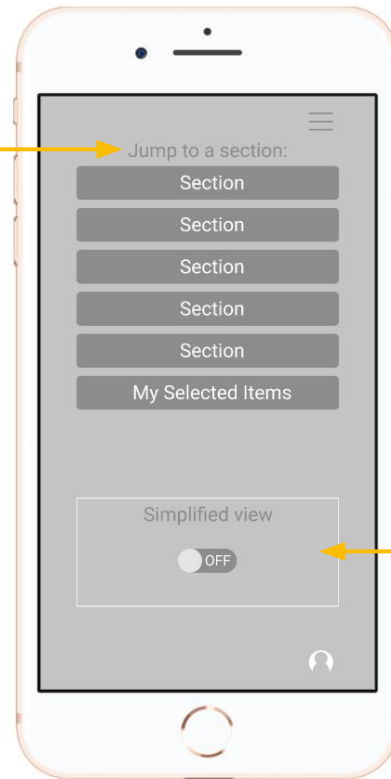 Jump to a section:
Section
Section
Section
Section
Section
My Selected Items
Simplified view
OFF